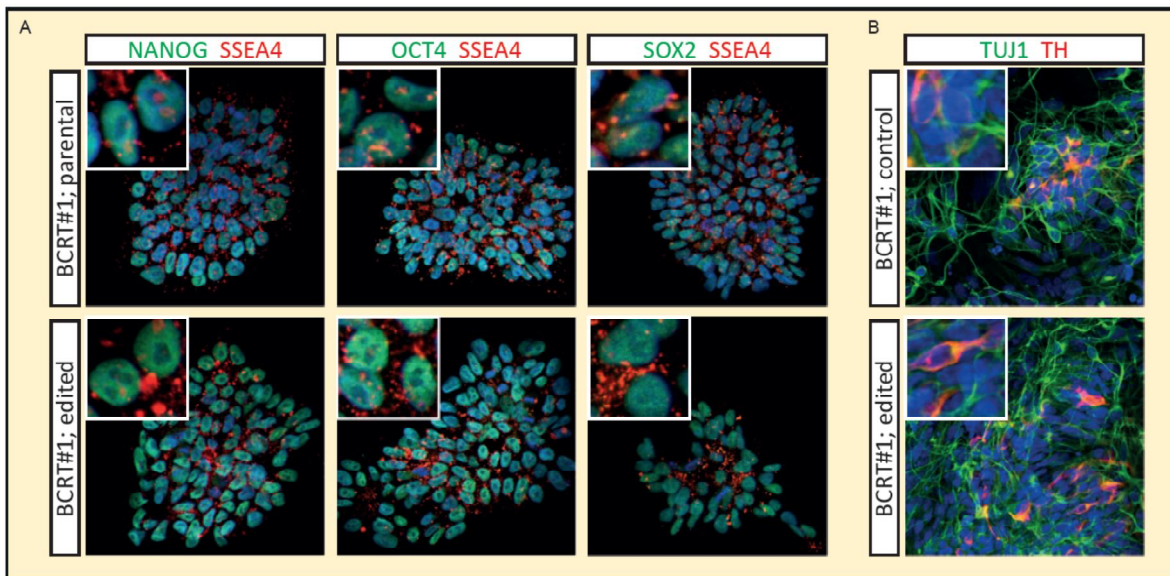 A
B
NANOG SSEA4
OCT4 SSEA4
SOX2 SSEA4
TUJ1 TH
BCRT#1; parental
BCRT#1; control
BCRT#1; edited
BCRT#1; edited